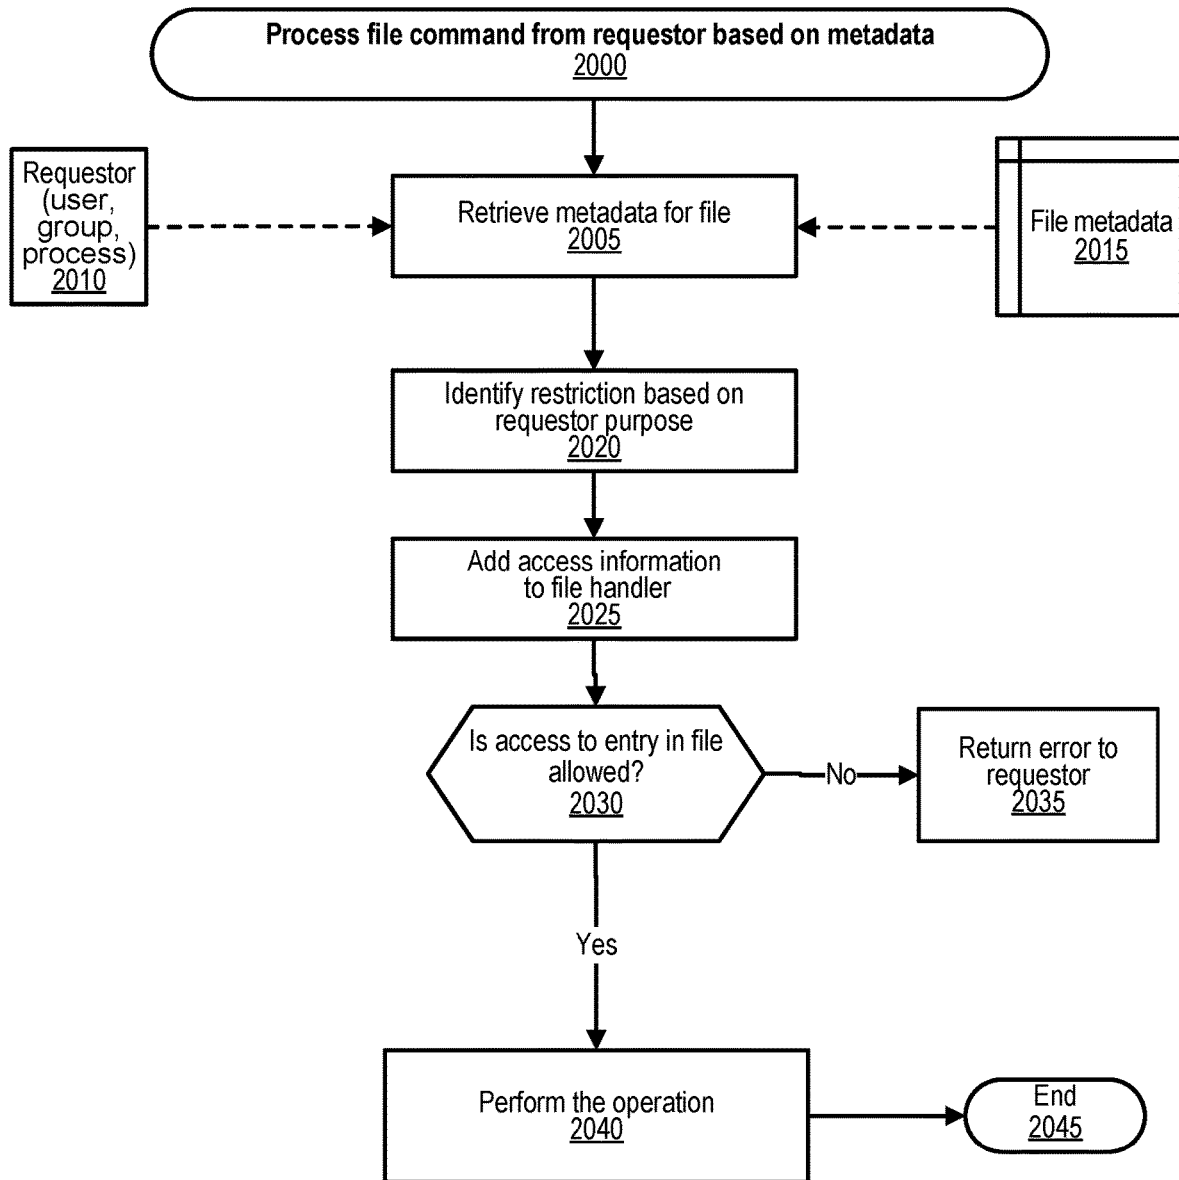 Process file command from requestor based on metadata
2000
Requestor
(user,
group,
process)
2010
Retrieve metadata for file
2005
File metadata
2015
Identify restriction based on
requestor purpose
2020
Add access information
to file handler
2025
Is access to entry in file
allowed?
2030
No
Return error to
requestor
2035
Yes
Perform the operation
2040
End
2045